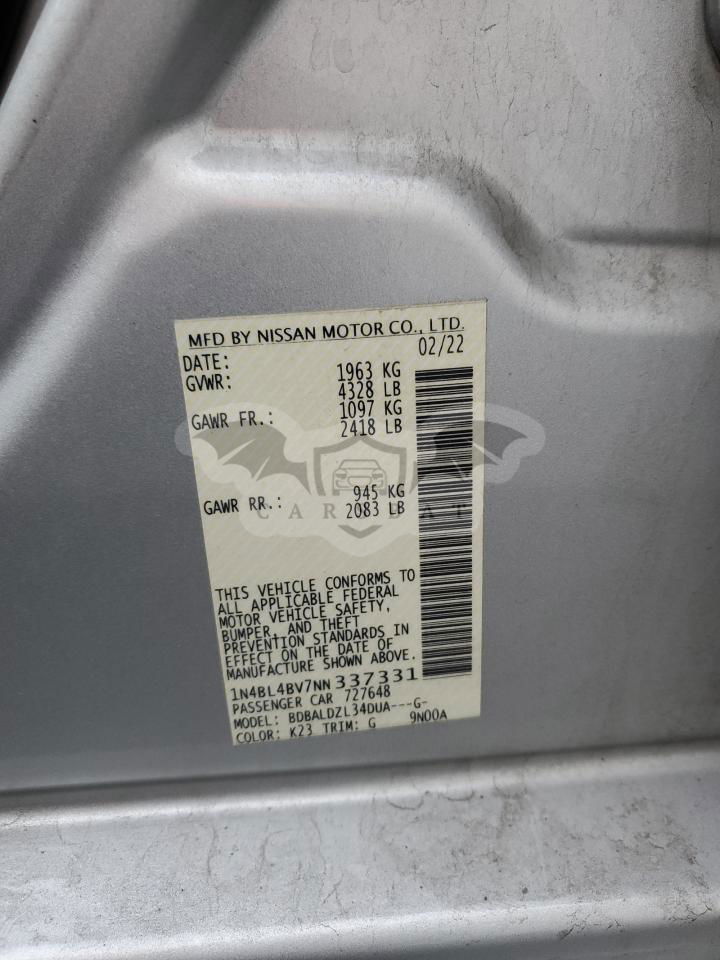 MFD BY NISSAN MOTOR CO., LTD.
DATE: 02/22
GVWR: 1963 KG
4328 LB
GAWR FR.: 1097 KG
2418 LB
GAWR RR.: 945 KG
2083 LB
CAR BAT
THIS VEHICLE CONFORMS TO
ALL APPLICABLE FEDERAL
MOTOR VEHICLE SAFETY,
BUMPER, AND THEFT
PREVENTION STANDARDS IN
EFFECT ON THE DATE OF
MANUFACTURE SHOWN ABOVE.
1N4BL4BV7NN337331
PASSENGER CAR 727648
MODEL: BDBALDZL34DUA---G-
COLOR: K23 TRIM: G 9N00A